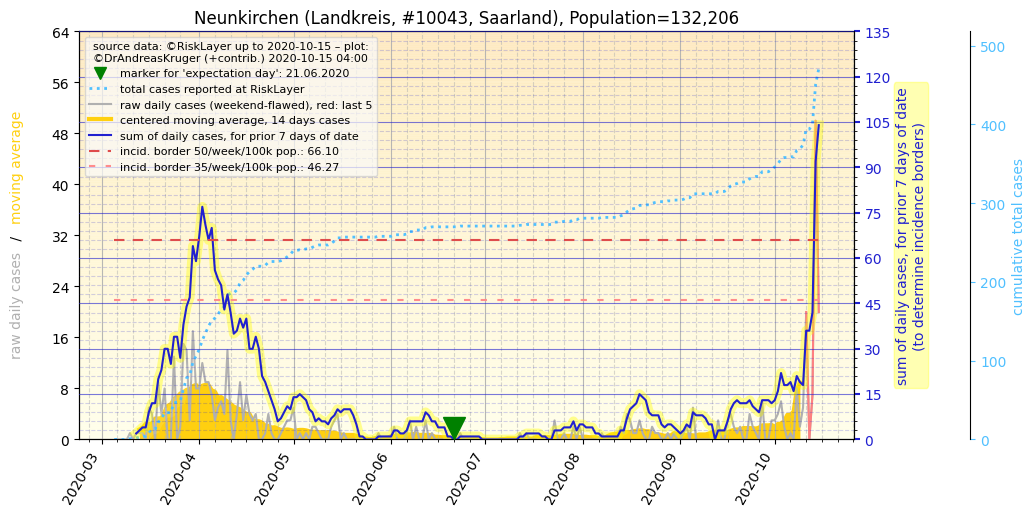 Neunkirchen (Landkreis, #10043, Saarland), Population=132,206
source data: ©RiskLayer up to 2020-10-15 – plot:
©DrAndreasKruger (+contrib.) 2020-10-15 04:00
marker for 'expectation day': 21.06.2020
total cases reported at RiskLayer
raw daily cases (weekend-flawed), red: last 5
centered moving average, 14 days cases
sum of daily cases, for prior 7 days of date
incid. border 50/week/100k pop.: 66.10
incid. border 35/week/100k pop.: 46.27
raw daily cases / moving average
64
56
48
40
32
24
16
8
0
2020-03
2020-04
2020-05
2020-06
2020-07
2020-08
2020-09
2020-10
135
120
105
90
75
60
45
30
15
0
sum of daily cases, for prior 7 days of date
(to determine incidence borders)
500
400
300
200
100
0
cumulative total cases